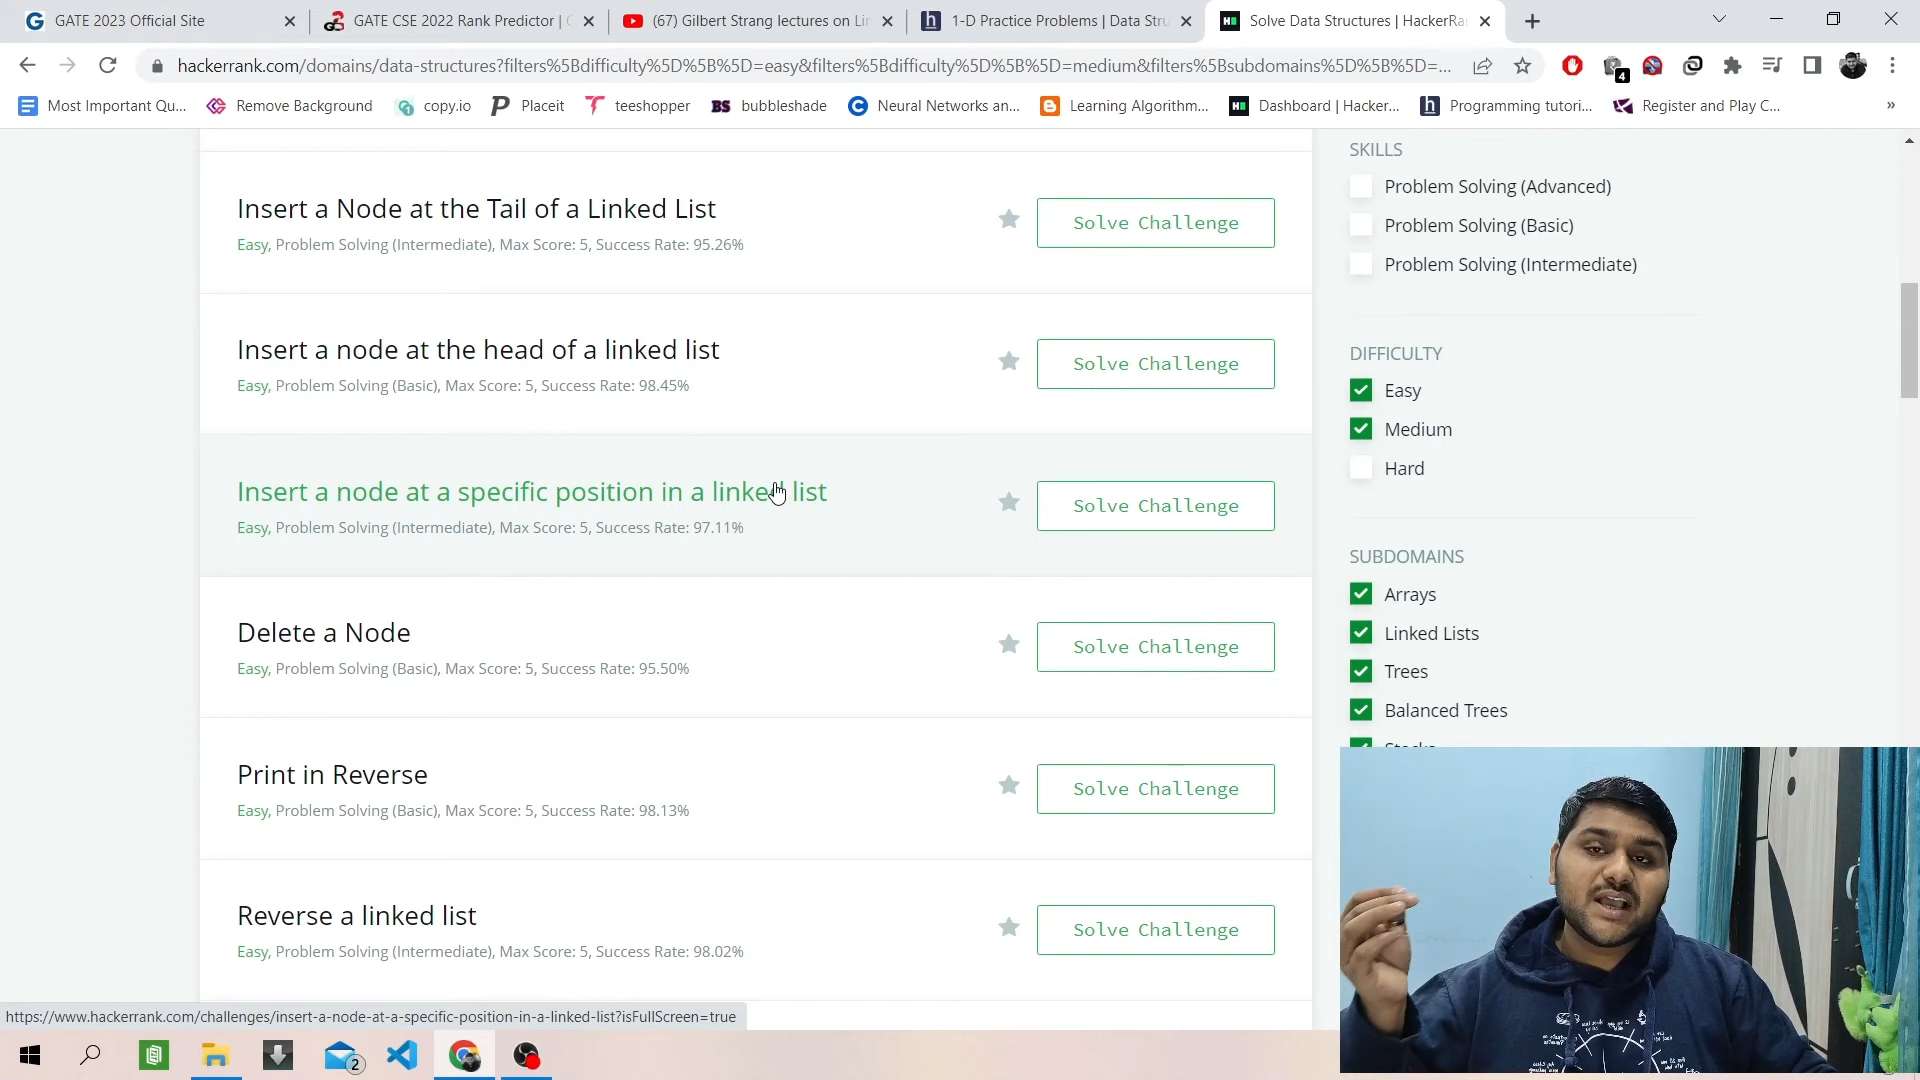 GATE 2023 Official Site
GATE CSE 2022 Rank Predictor |
(67) Gilbert Strang lectures on Lin
1-D Practice Problems | Data Stru
Solve Data Structures | HackerRa
hackerrank.com/domains/data-structures?filters%5Bdifficulty%5D%5B%5D=easy&filters%5Bdifficulty%5D%5B%5D=medium&filters%5Bsubdomains%5D%5B%5D=...
4
Most Important Qu...
Remove Background
copy.io
Placeit
teeshopper
BS bubbleshade
Neural Networks an...
Learning Algorithm...
Dashboard | Hacker...
Programming tutori...
Register and Play C...
»
Insert a Node at the Tail of a Linked List
Easy, Problem Solving (Intermediate), Max Score: 5, Success Rate: 95.26%
Solve Challenge
Insert a node at the head of a linked list
Easy, Problem Solving (Basic), Max Score: 5, Success Rate: 98.45%
Solve Challenge
Insert a node at a specific position in a linked list
Easy, Problem Solving (Intermediate), Max Score: 5, Success Rate: 97.11%
Solve Challenge
Delete a Node
Easy, Problem Solving (Basic), Max Score: 5, Success Rate: 95.50%
Solve Challenge
Print in Reverse
Easy, Problem Solving (Basic), Max Score: 5, Success Rate: 98.13%
Solve Challenge
Reverse a linked list
Easy, Problem Solving (Intermediate), Max Score: 5, Success Rate: 98.02%
Solve Challenge
SKILLS
Problem Solving (Advanced)
Problem Solving (Basic)
Problem Solving (Intermediate)
DIFFICULTY
Easy
Medium
Hard
SUBDOMAINS
Arrays
Linked Lists
Trees
Balanced Trees
Stacks
https://www.hackerrank.com/challenges/insert-a-node-at-a-specific-position-in-a-linked-list?isFullScreen=true
2